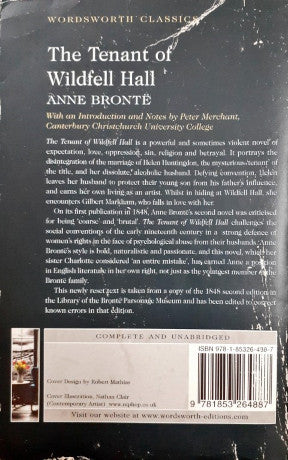 WORDSWORTH CLASSICS
The Tenant of
Wildfell Hall
ANNE BRONTË
With an Introduction and Notes by Peter Merchant,
Canterbury Christchurch University College
The Tenant of Wildfell Hall is a powerful and sometimes violent novel of
expectation, love, oppression, sin, religion and betrayal. It portrays the
disintegration of the marriage of Helen Huntingdon, the mysterious 'tenant' of
the title, and her dissolute, alcoholic husband. Defying convention, Helen
leaves her husband to protect their young son from his father's influence,
and earns her own living as an artist. Whilst in hiding at Wildfell Hall, she
encounters Gilbert Markham, who falls in love with her.
On its first publication in 1848, Anne Brontë's second novel was criticised
for being 'coarse' and 'brutal'. The Tenant of Wildfell Hall challenges the
social conventions of the early nineteenth century in a strong defence of
women's rights in the face of psychological abuse from their husbands. Anne
Brontë's style is bold, naturalistic and passionate, and this novel, which her
sister Charlotte considered 'an entire mistake', has earned Anne a position
in English literature in her own right, not just as the youngest member of the
Brontë family.
This newly reset text is taken from a copy of the 1848 second edition in
the Library of the Brontë Parsonage Museum and has been edited to correct
known errors in that edition.
COMPLETE AND UNABRIDGED
Cover Design by Robert Mathias
Cover Illustration, Nathan Clair
(Contemporary Artist) www.niphop.c.uk
ISBN 978-1-85326-488-7
9 781853 264887
Visit our website at www.wordsworth-editions.com